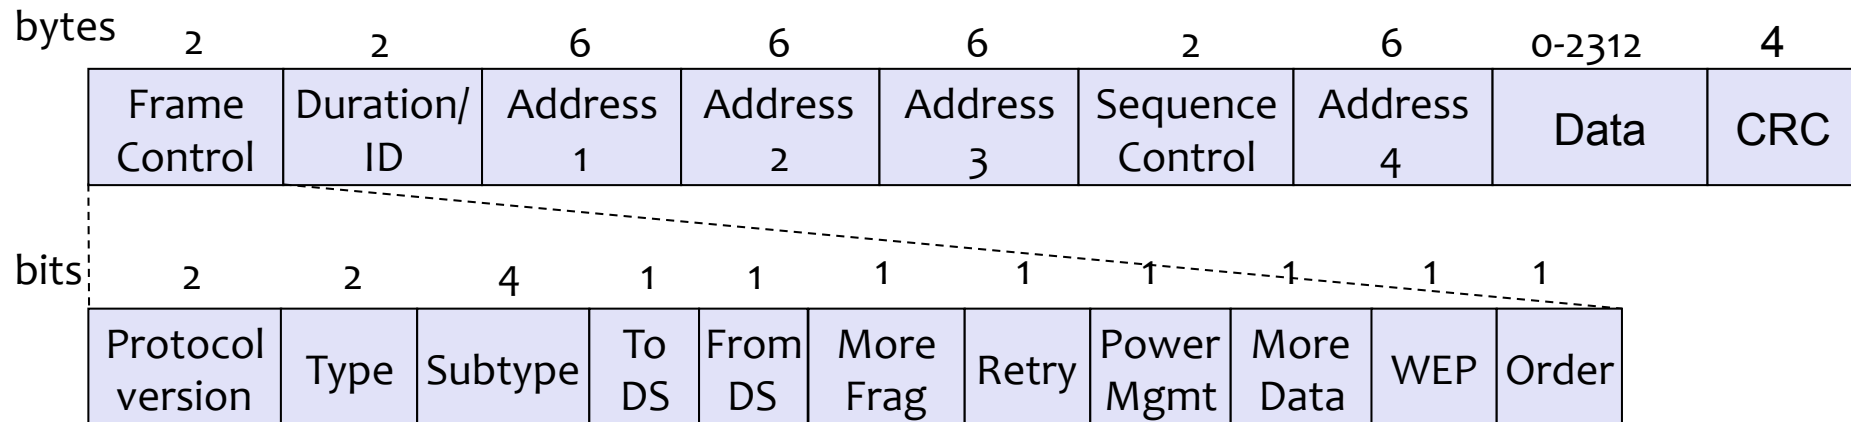 bytes 2 2 6 6 6 2 6 0-2312 4
Frame Control Duration/ ID Address 1 Address 2 Address 3 Sequence Control Address 4 Data CRC
bits 2 2 4 1 1 1 1 1 1 1 1
Protocol version Type Subtype To DS From DS More Frag Retry Power Mgmt More Data WEP Order